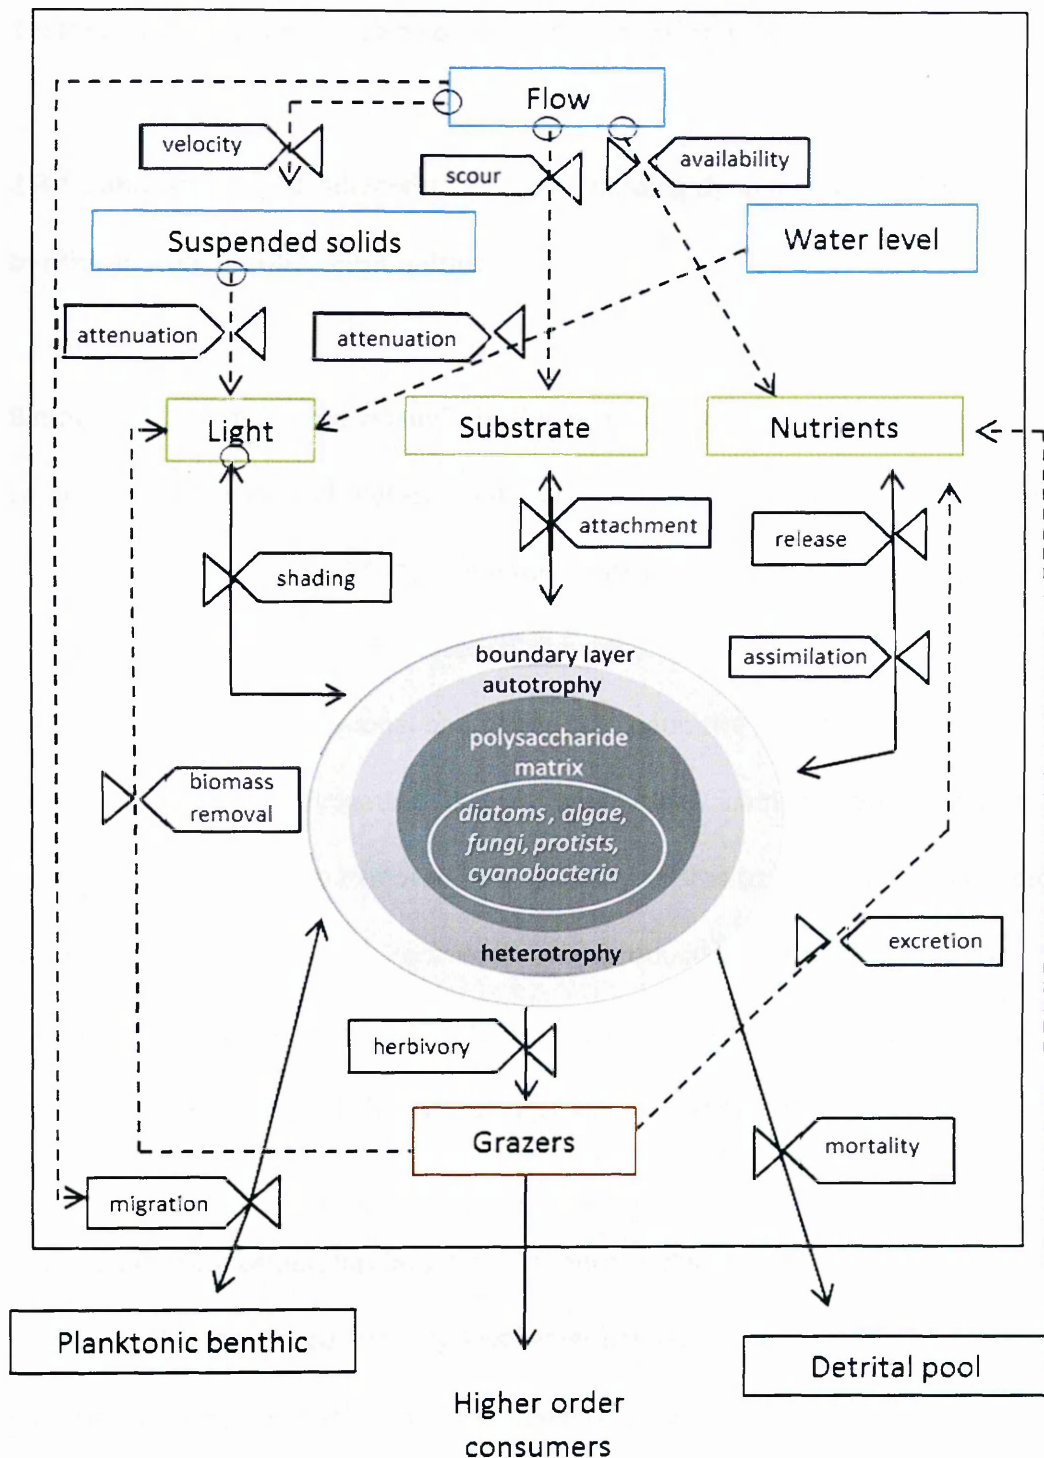 Flow
velocity
scour
availability
Suspended solids
Water level
attenuation
attenuation
Light
Substrate
Nutrients
attachment
release
shading
assimilation
boundary layer
autotrophy
polysaccharide
matrix
biomass
removal
diatoms, algae,
fungi, protists,
cyanobacteria
excretion
heterotrophy
herbivory
Grazers
mortality
migration
Planktonic benthic
Detrital pool
Higher order
consumers